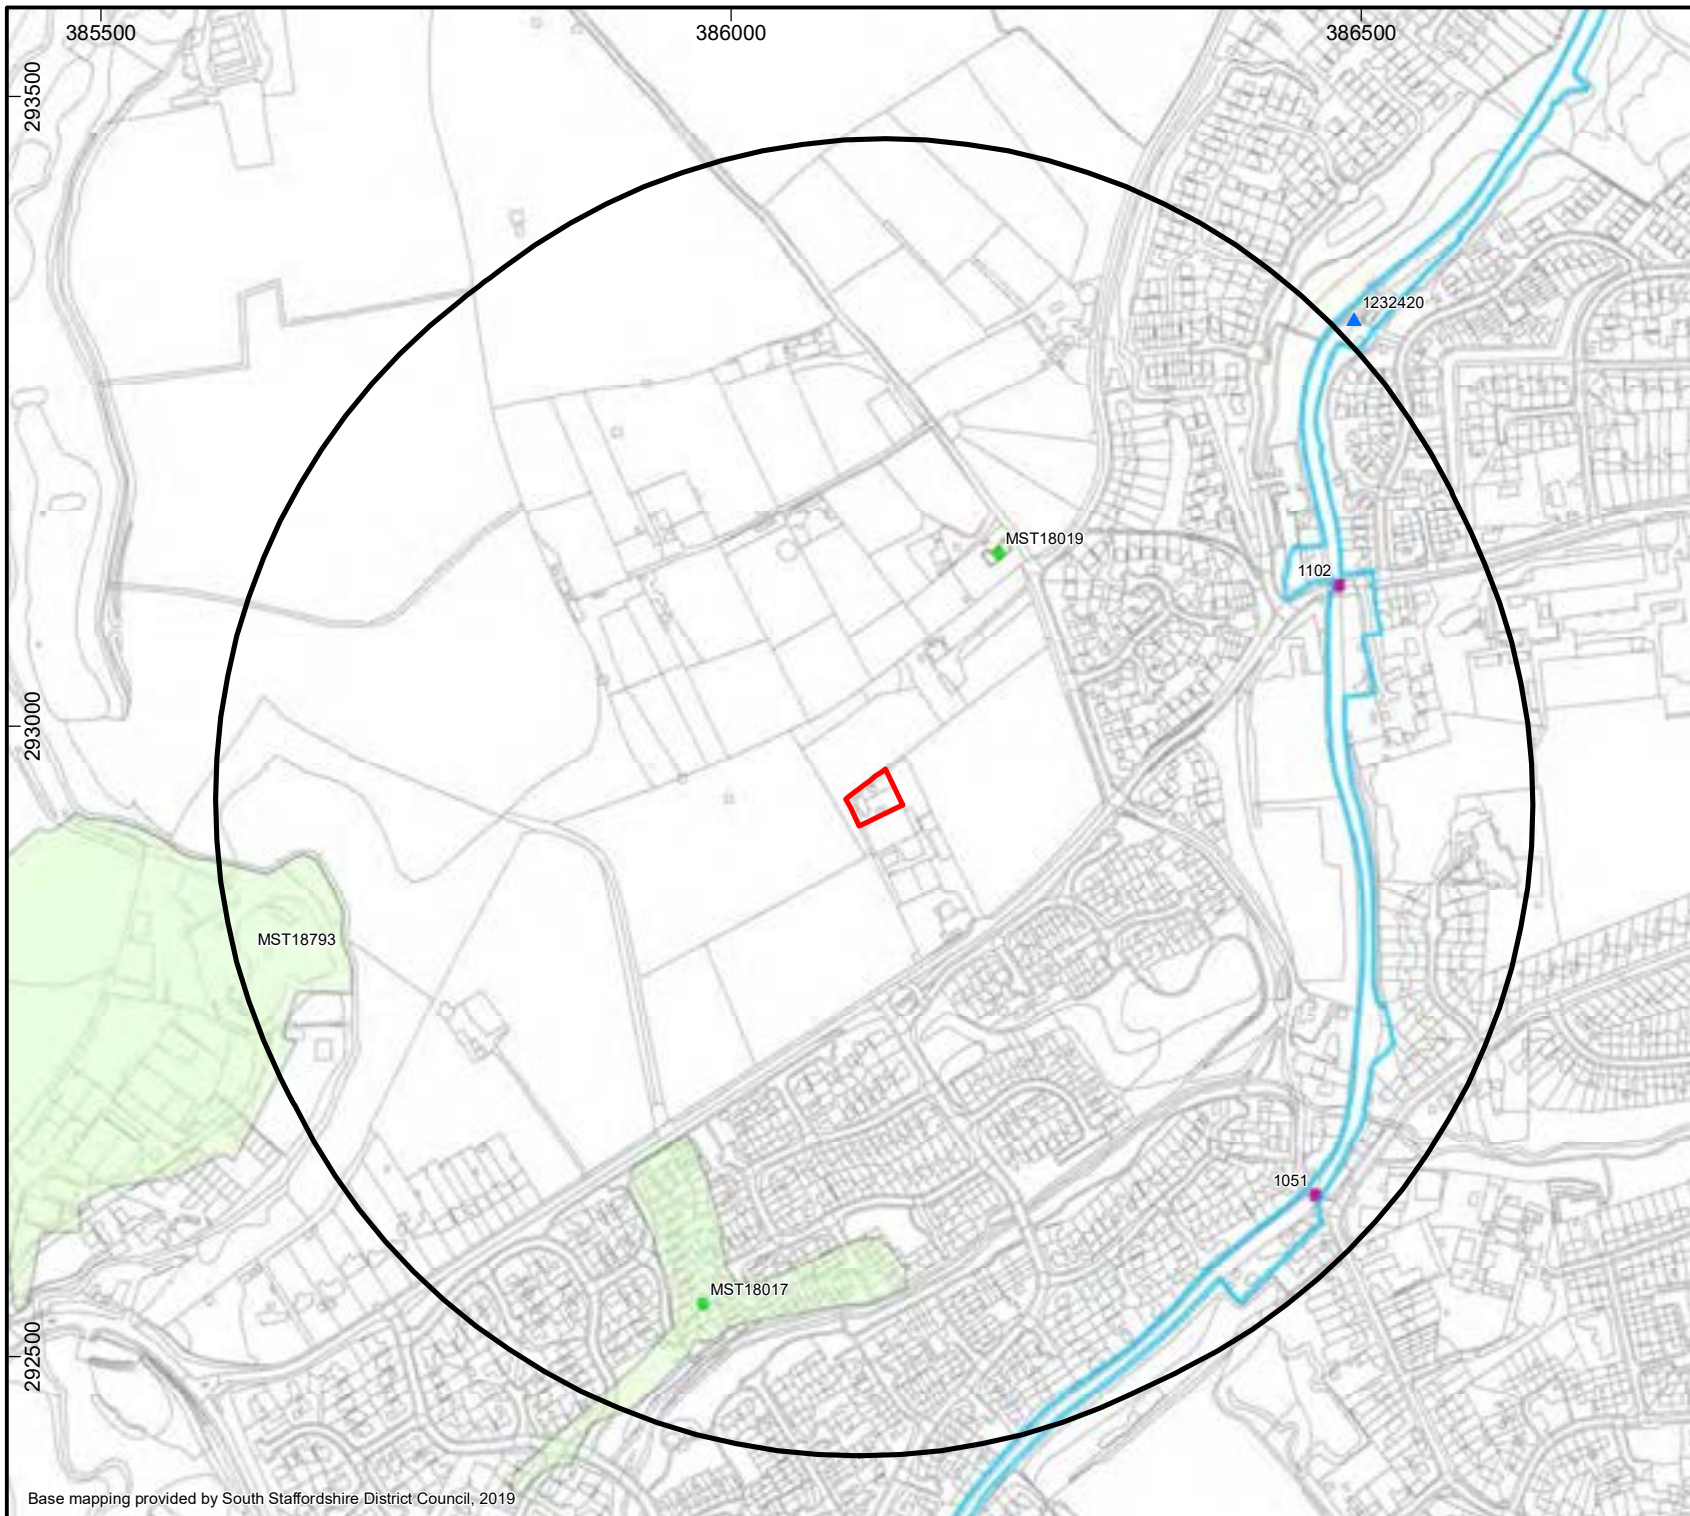 385500
386000
386500
293500
1232420
MST18019
1102
293000
MST18793
1051
MST18017
292500
Base mapping provided by South Staffordshire District Council, 2019